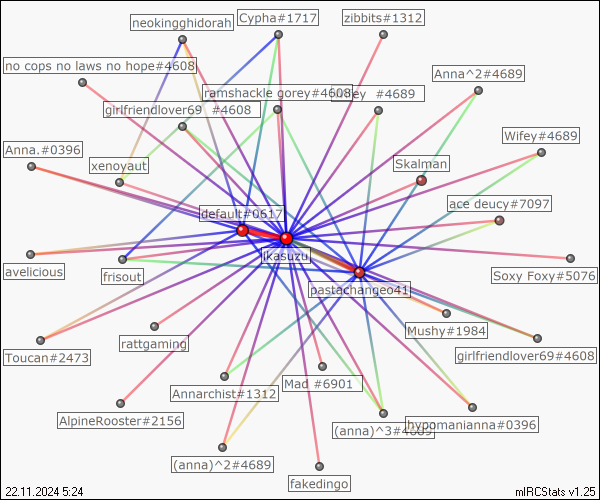 neokingghidorah
Cypha#1717
zibbits#1312
no cops no laws no hope#4608
Anna^2#4689
ramshackle gorey#4608
#4689
girlfriendlover69 #4608
Wifey#4689
Anna.#0396
xenoyaut
Skalman
ace deucy#7097
default#0617
ikasuzu
avelicious
frisout
Soxy Foxy#5076
pastachangeo41
Mushy#1984
rattgaming
Toucan#2473
girlfriendlover69#4608
Annarchist#1312
Mad #6901
AlpineRooster#2156
(anna)^3#4689
hypomanianna#0396
(anna)^2#4689
fakedingo
22.11.2024 5:24
mIRCStats v1.25